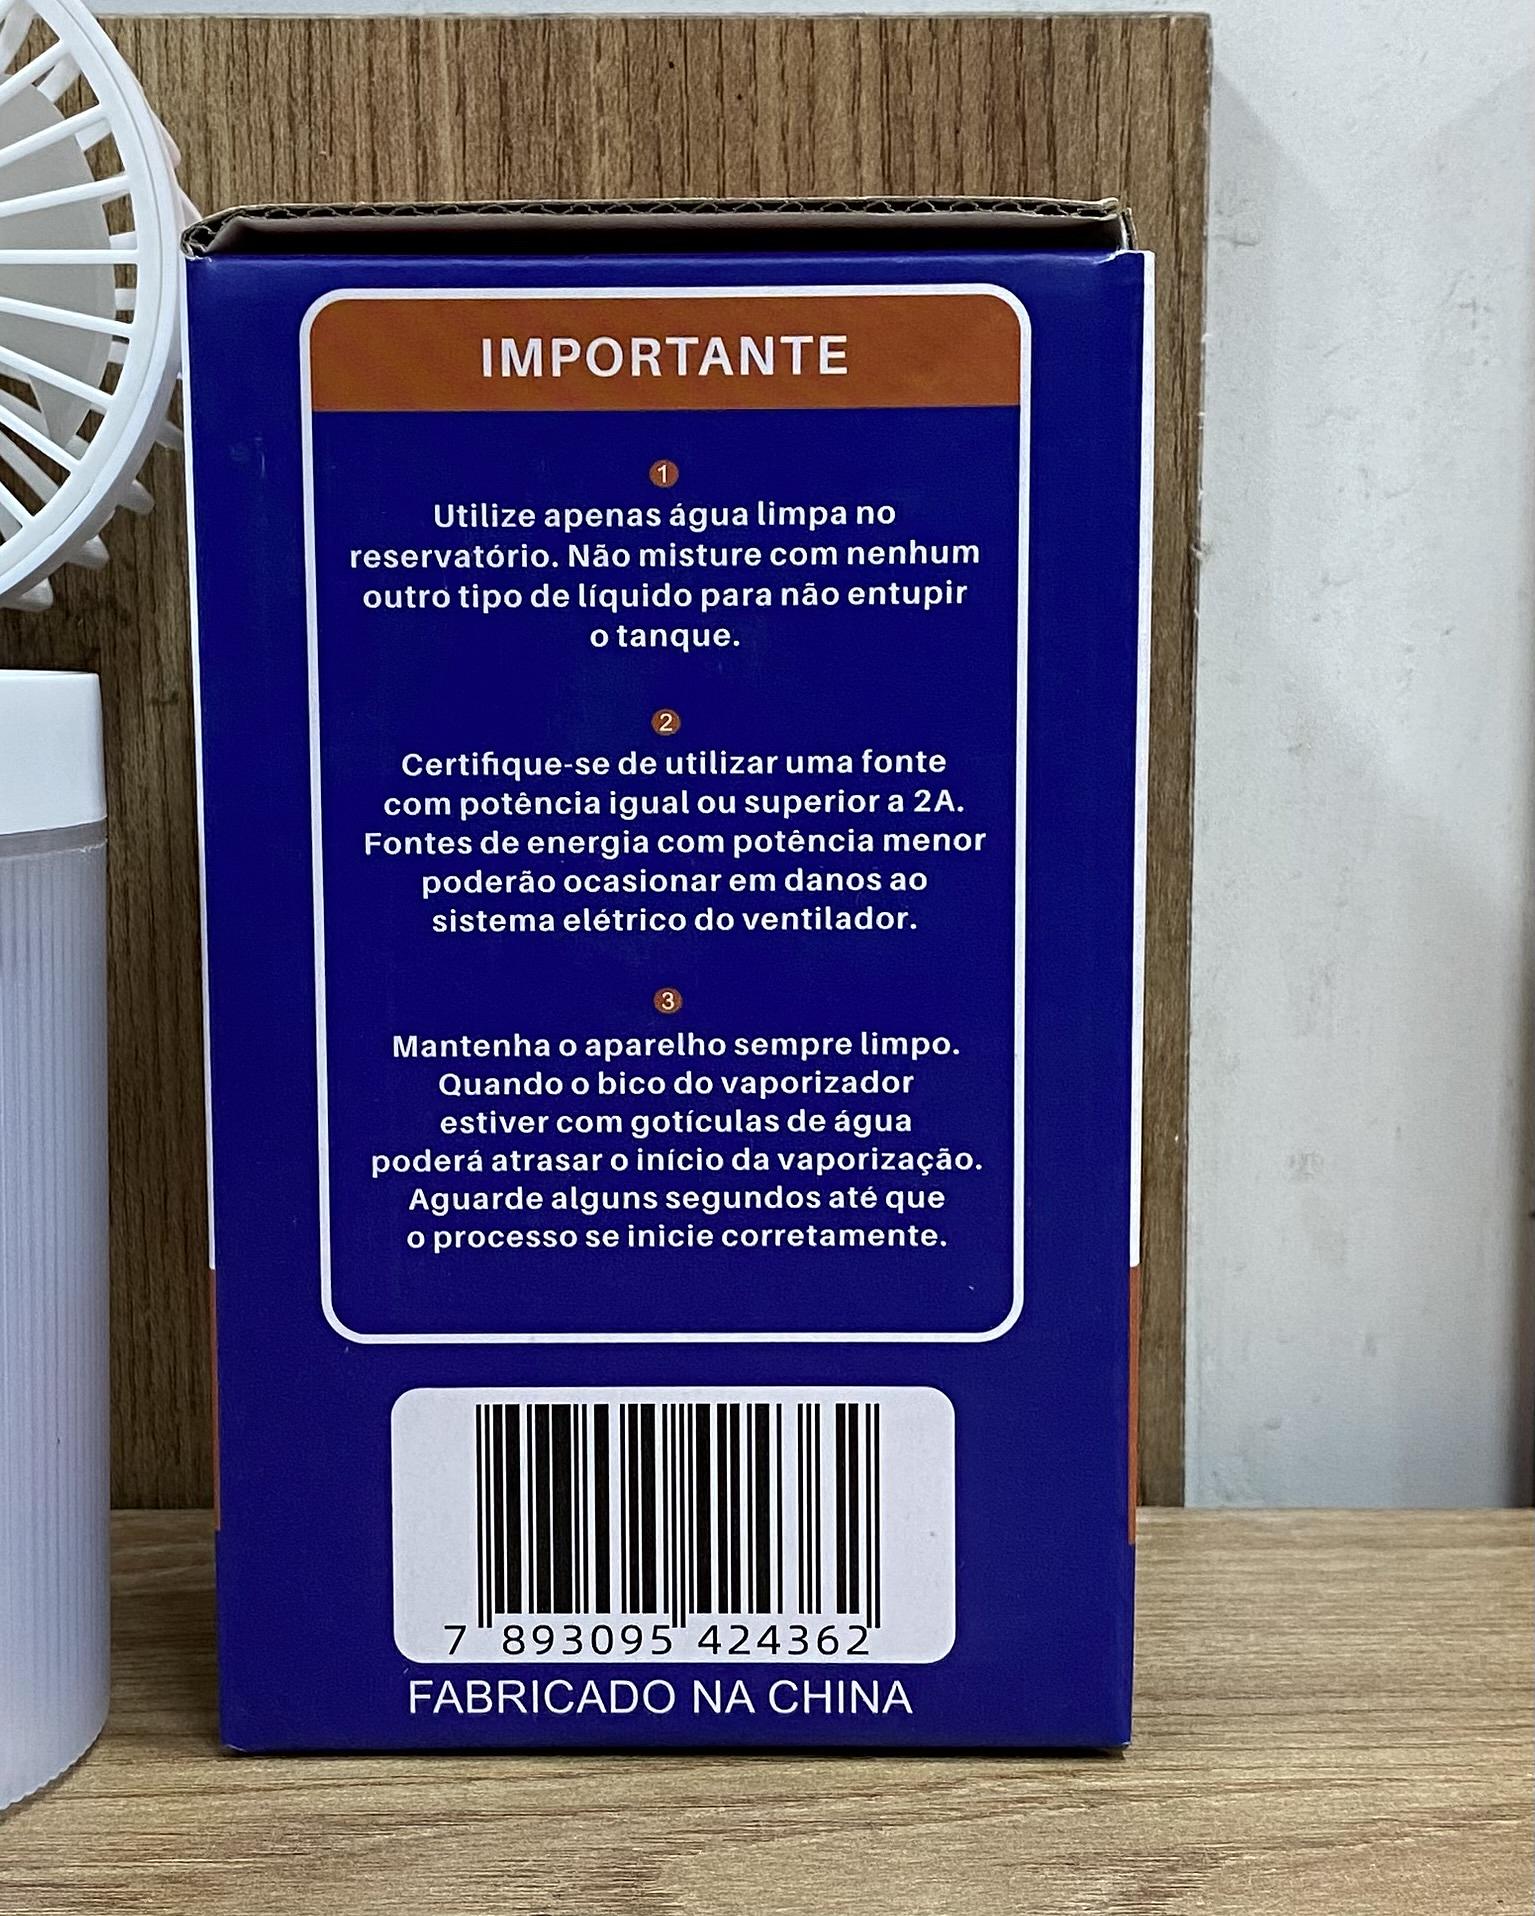 IMPORTANTE
1
Utilize apenas água limpa no
reservatório. Não misture com nenhum
outro tipo de líquido para não entupir
o tanque.
2
Certifique-se de utilizar uma fonte
com potência igual ou superior a 2A.
Fontes de energia com potência menor
poderão ocasionar em danos ao
sistema elétrico do ventilador.
3
Mantenha o aparelho sempre limpo.
Quando o bico do vaporizador
estiver com gotículas de água
poderá atrasar o início da vaporização.
Aguarde alguns segundos até que
o processo se inicie corretamente.
7 893095 424362
FABRICADO NA CHINA